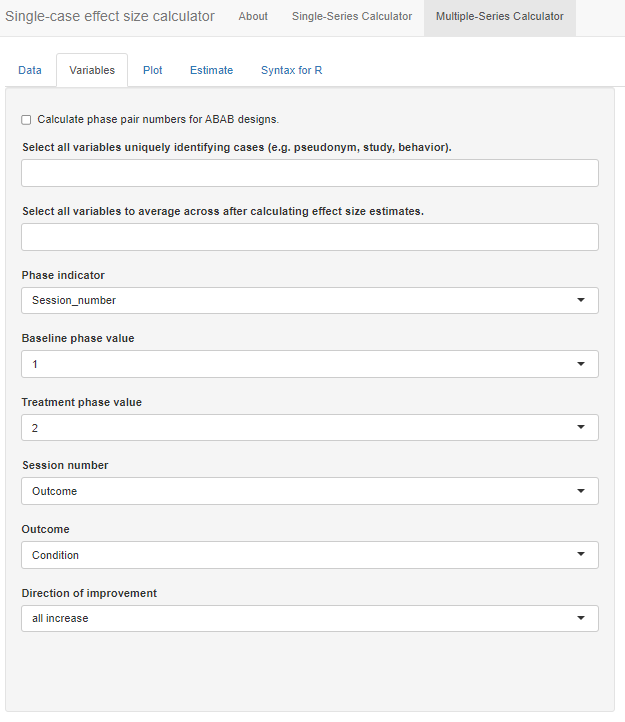 Single-case effect size calculator About Single-Series Calculator Multiple-Series Calculator
Data Variables Plot Estimate Syntax for R
Calculate phase pair numbers for ABAB designs.
Select all variables uniquely identifying cases (e.g. pseudonym, study, behavior).
Select all variables to average across after calculating effect size estimates.
Phase indicator
Session_number
Baseline phase value
1
Treatment phase value
2
Session number
Outcome
Outcome
Condition
Direction of improvement
all increase